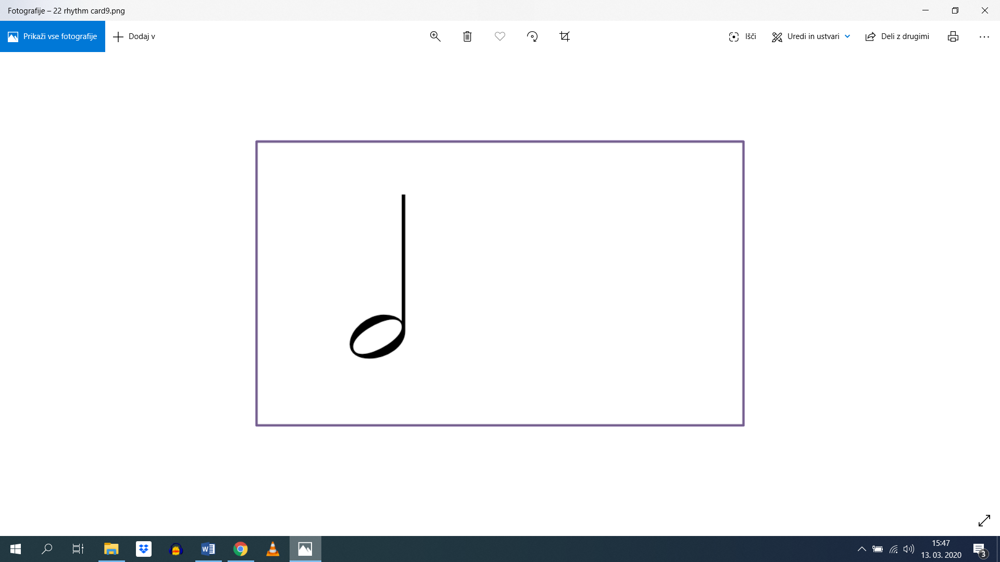 Fotografije – 22 rhythm card9.png
Prikaži vse fotografije
Dodaj v
Išči
Uredi in ustvari
Deli z drugimi
15:47
13. 03. 2020
3